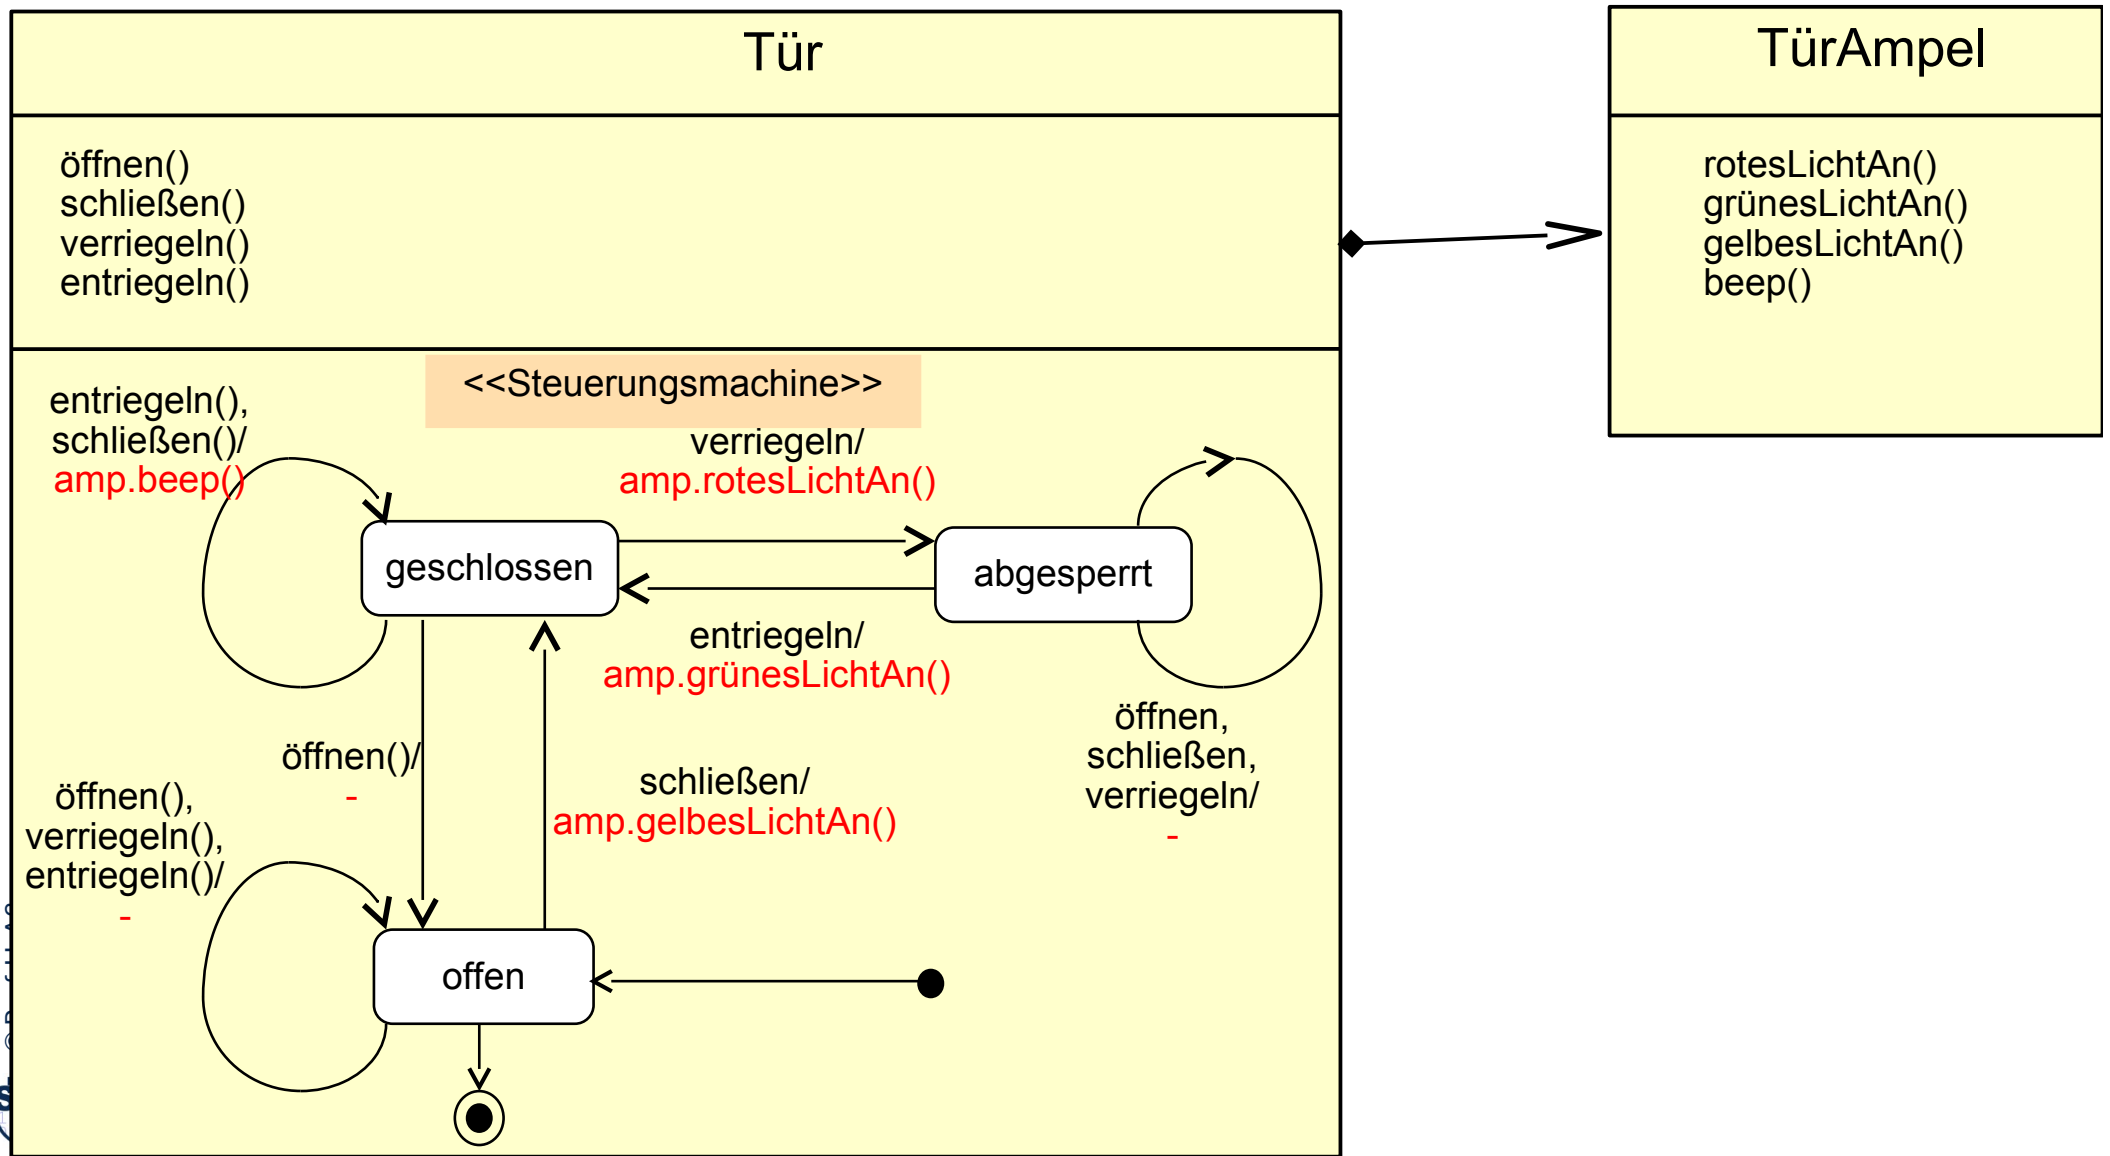 Tür
öffnen()
schließen()
verriegeln()
entriegeln()
TürAmpel
rotesLichtAn()
grünesLichtAn()
gelbesLichtAn()
beep()
<<Steuerungsmachine>>
entriegeln(),
schließen()/
amp.beep()
verriegeln/
amp.rotesLichtAn()
geschlossen
abgesperrt
entriegeln/
amp.grünesLichtAn()
öffnen,
schließen,
verriegeln/
-
öffnen()/
-
schließen/
amp.gelbesLichtAn()
öffnen(),
verriegeln(),
entriegeln()/
-
offen